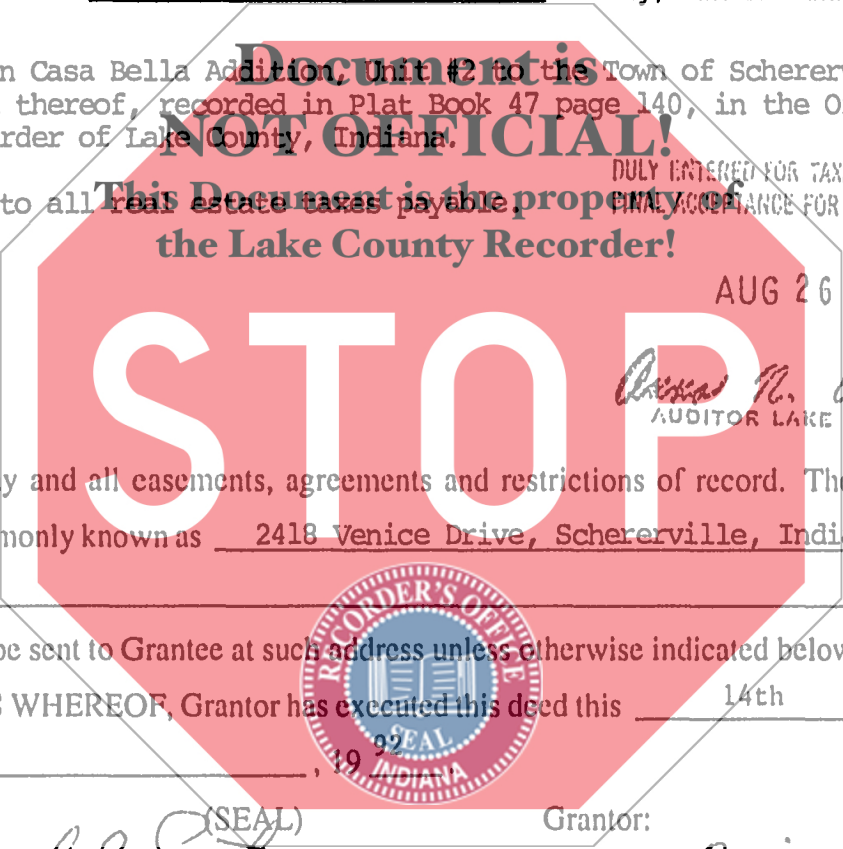 Document is
n Casa Bella Addition, Unit #2 to the Town of Scherer
thereof, recorded in Plat Book 47 page 140, in the O
NOT OFFICIAL!
rder of Lake County, Indiana.
DULY ENTERED FOR TAX
This Document is the property of
to all real estate taxes payable.
FINAL ACCEPTANCE FOR
the Lake County Recorder!
AUG 26
STOP
N.
AUDITOR LAKE
y and all easements, agreements and restrictions of record. The
monly known as 2418 Venice Drive, Schererville, Indi
RECORDER'S OFFICE
be sent to Grantee at such address unless otherwise indicated below
WHEREOF, Grantor has executed this deed this 14th
SEAL
, 19 92.
INDIANA
(SEAL) Grantor: